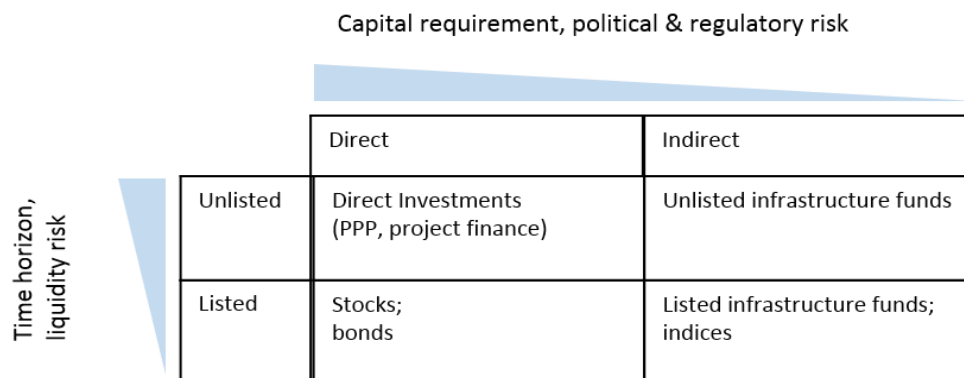 Capital requirement, political & regulatory risk
Direct
Indirect
Time horizon,
liquidity risk
Unlisted
Direct Investments
(PPP, project finance)
Unlisted infrastructure funds
Listed
Stocks;
bonds
Listed infrastructure funds;
indices